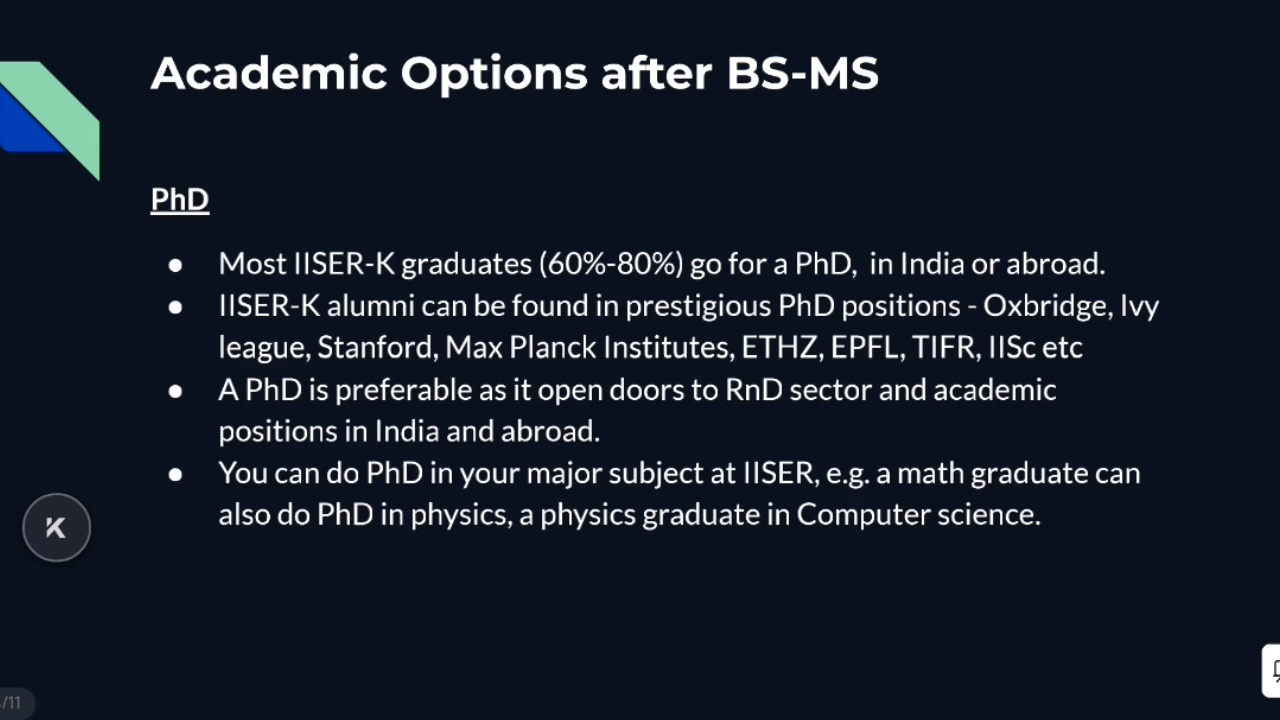 Academic Options after BS-MS
PhD
● Most IISER-K graduates (60%-80%) go for a PhD, in India or abroad.
● IISER-K alumni can be found in prestigious PhD positions - Oxbridge, Ivy
league, Stanford, Max Planck Institutes, ETHZ, EPFL, TIFR, IISc etc
● A PhD is preferable as it open doors to RnD sector and academic
positions in India and abroad.
● You can do PhD in your major subject at IISER, e.g. a math graduate can
also do PhD in physics, a physics graduate in Computer science.
K
/11